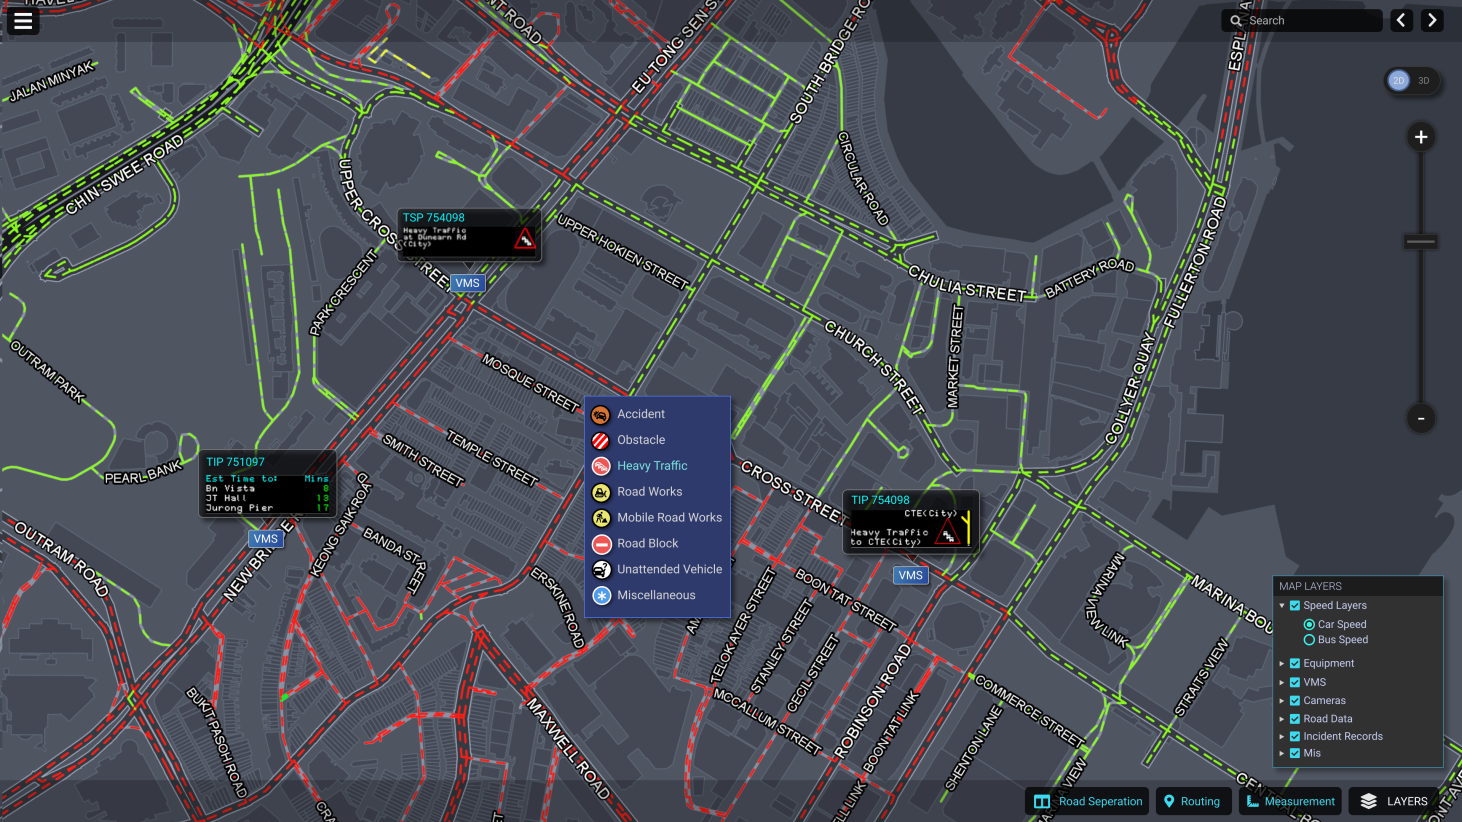 Search
2D
3D
+
-
JALAN MINYAK
CHIN SWEE ROAD
EU TONG SEN S
SOUTH BRIDGE RO
ESPLANA
CIRCULAR ROAD
UPPER CROSS STREET
PARK CRESCENT
TSP 754098
Heavy Traffic
at Dunearn Rd
(City)
VMS
UPPER HOKIEN STREET
CHULIA STREET
BATTERY ROAD
FULLERTON ROAD
MARKET STREET
CHURCH STREET
COLLYER QUAY
OUTRAM PARK
MOSQUE STREET
TEMPLE STREET
SMITH STREET
PEARL BANK
TIP 751097
Est Time to: Mins
Bn Vista 8
JT Hall 13
Jurong Pier 17
VMS
Accident
Obstacle
Heavy Traffic
Road Works
Mobile Road Works
Road Block
Unattended Vehicle
Miscellaneous
CROSS STREE
TIP 754098
CTE(City)
Heavy Traffic
to CTE(City)
VMS
OUTRAM ROAD
NEW BRI
KEONG SAIK ROA
D
BANDA STREET
ERSKINE ROAD
AM
TELOK AYER STREET
STANLEY STREET
CECIL STREET
BOON TAT STREET
MCCALLUM STREET
ROBINSON ROAD
BOON TAT LINK
MARINA VIEW LINK
MARINA BOU
STRAITS VIEW
COMMERCE STREET
SHENTON LANE
MAXWELL ROAD
BUKIT PASOH ROAD
MAP LAYERS
Speed Layers
Car Speed
Bus Speed
Equipment
VMS
Cameras
Road Data
Incident Records
Mis
Road Seperation
Routing
Measurement
LAYERS